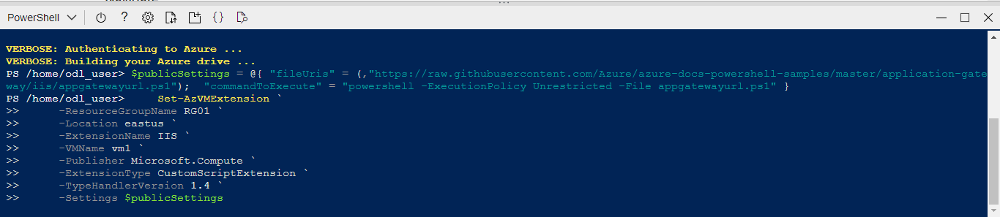 PowerShell
VERBOSE: Authenticating to Azure ...
VERBOSE: Building your Azure drive ...
PS /home/odl_user> $publicSettings = @{ "fileUris" = (,"https://raw.githubusercontent.com/Azure/azure-docs-powershell-samples/master/application-gate
way/iis/appgatewayurl.ps1");  "commandToExecute" = "powershell -ExecutionPolicy Unrestricted -File appgatewayurl.ps1" }
PS /home/odl_user>     Set-AzVMExtension `
>>      -ResourceGroupName RG01 `
>>      -Location eastus `
>>      -ExtensionName IIS `
>>      -VMName vm1 `
>>      -Publisher Microsoft.Compute `
>>      -ExtensionType CustomScriptExtension `
>>      -TypeHandlerVersion 1.4 `
>>      -Settings $publicSettings